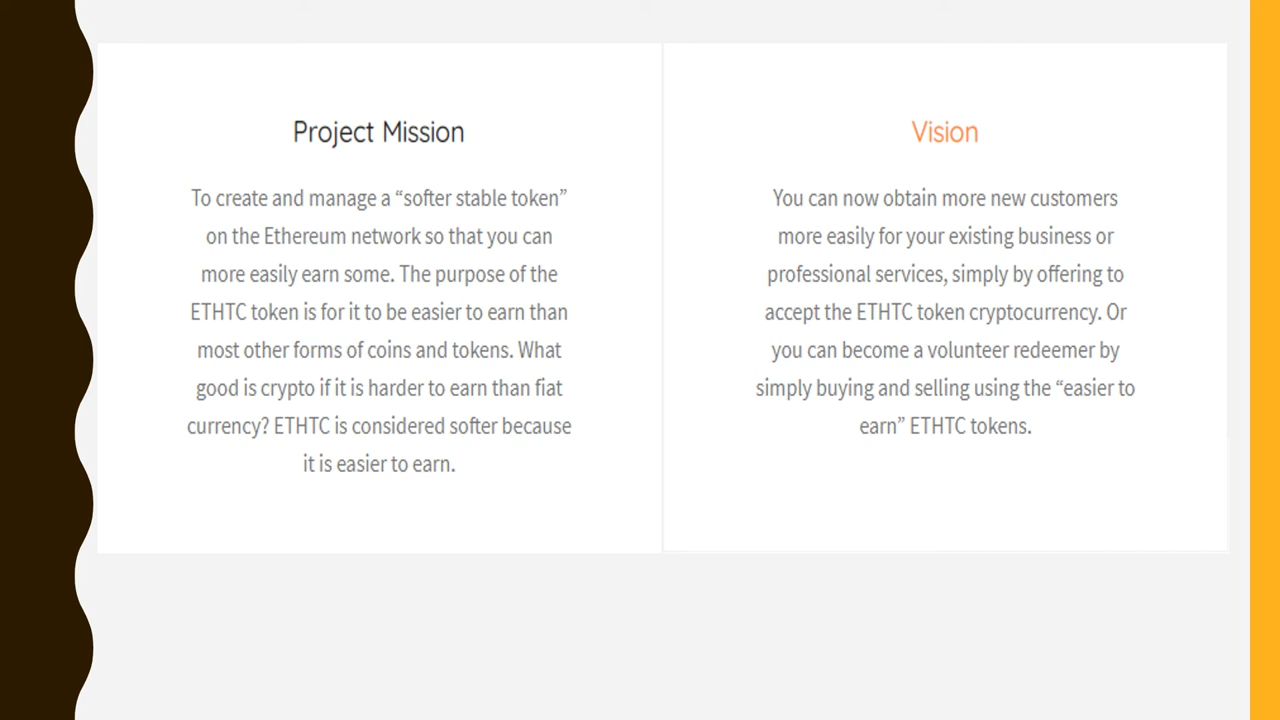 Project Mission
To create and manage a “softer stable token”
on the Ethereum network so that you can
more easily earn some. The purpose of the
ETHTC token is for it to be easier to earn than
most other forms of coins and tokens. What
good is crypto if it is harder to earn than fiat
currency? ETHTC is considered softer because
it is easier to earn.
Vision
You can now obtain more new customers
more easily for your existing business or
professional services, simply by offering to
accept the ETHTC token cryptocurrency. Or
you can become a volunteer redeemer by
simply buying and selling using the “easier to
earn” ETHTC tokens.